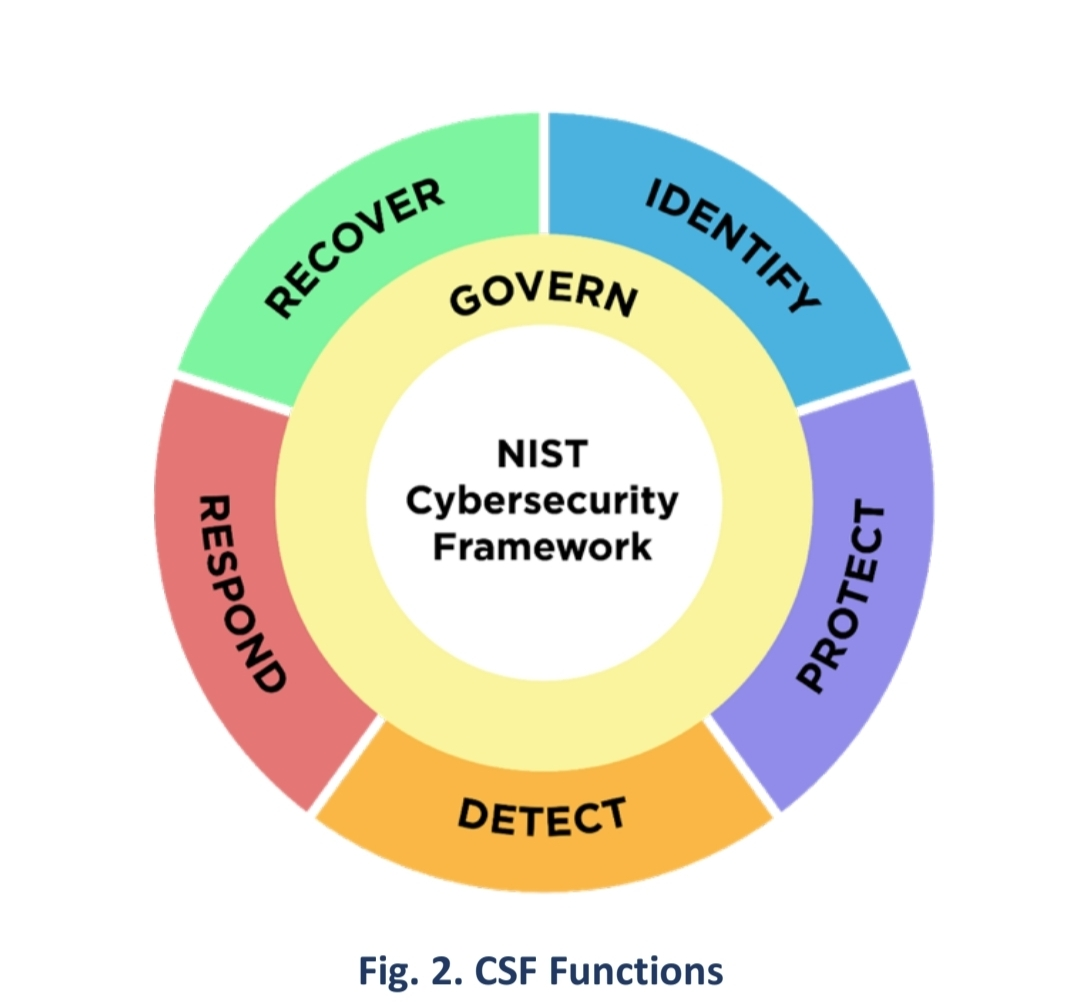 RECOVER
IDENTIFY
GOVERN
NIST
Cybersecurity
Framework
RESPOND
PROTECT
DETECT
Fig. 2. CSF Functions